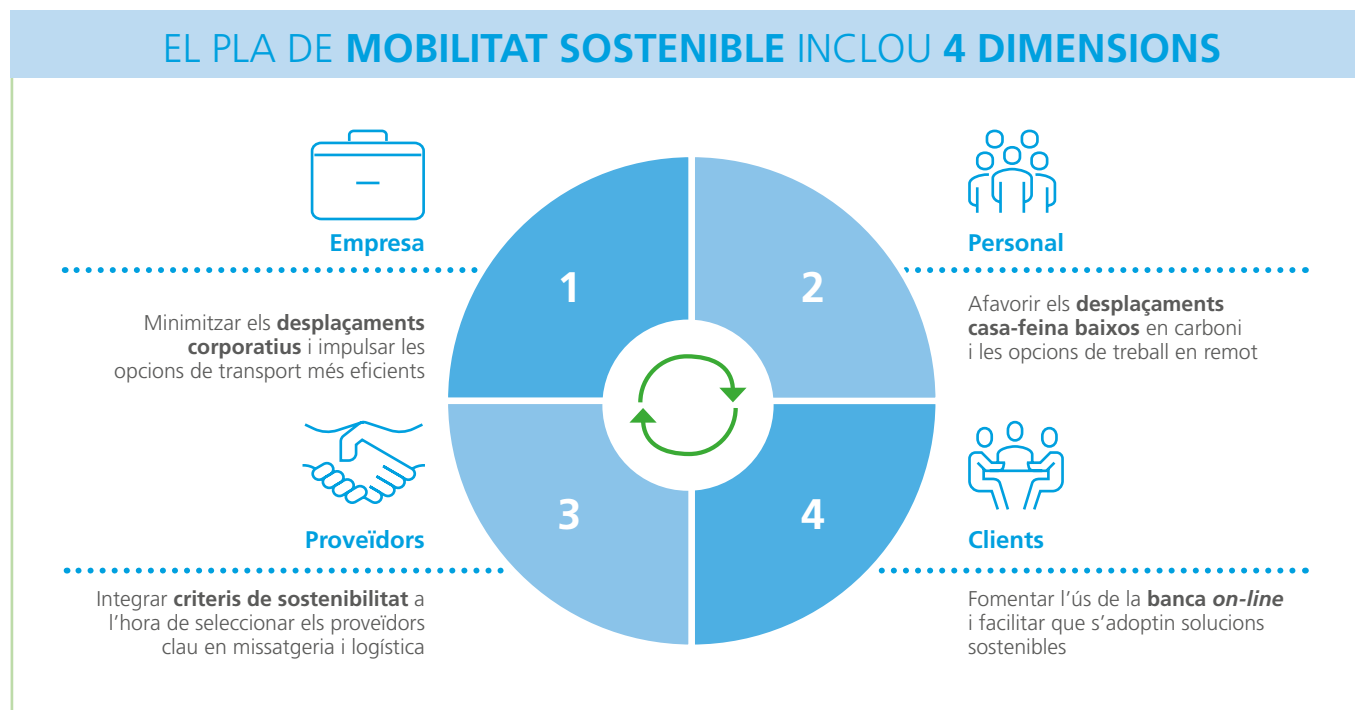 EL PLA DE MOBILITAT SOSTENIBLE INCLOU 4 DIMENSIONS
Empresa
1
Minimitzar els desplaçaments
corporatius i impulsar les
opcions de transport més eficients
Personal
2
Afavorir els desplaçaments
casa-feina baixos en carboni
i les opcions de treball en remot
Proveïdors
3
Integrar criteris de sostenibilitat a
l'hora de seleccionar els proveïdors
clau en missatgeria i logística
Clients
4
Fomentar l'ús de la banca on-line
i facilitar que s'adoptin solucions
sostenibles